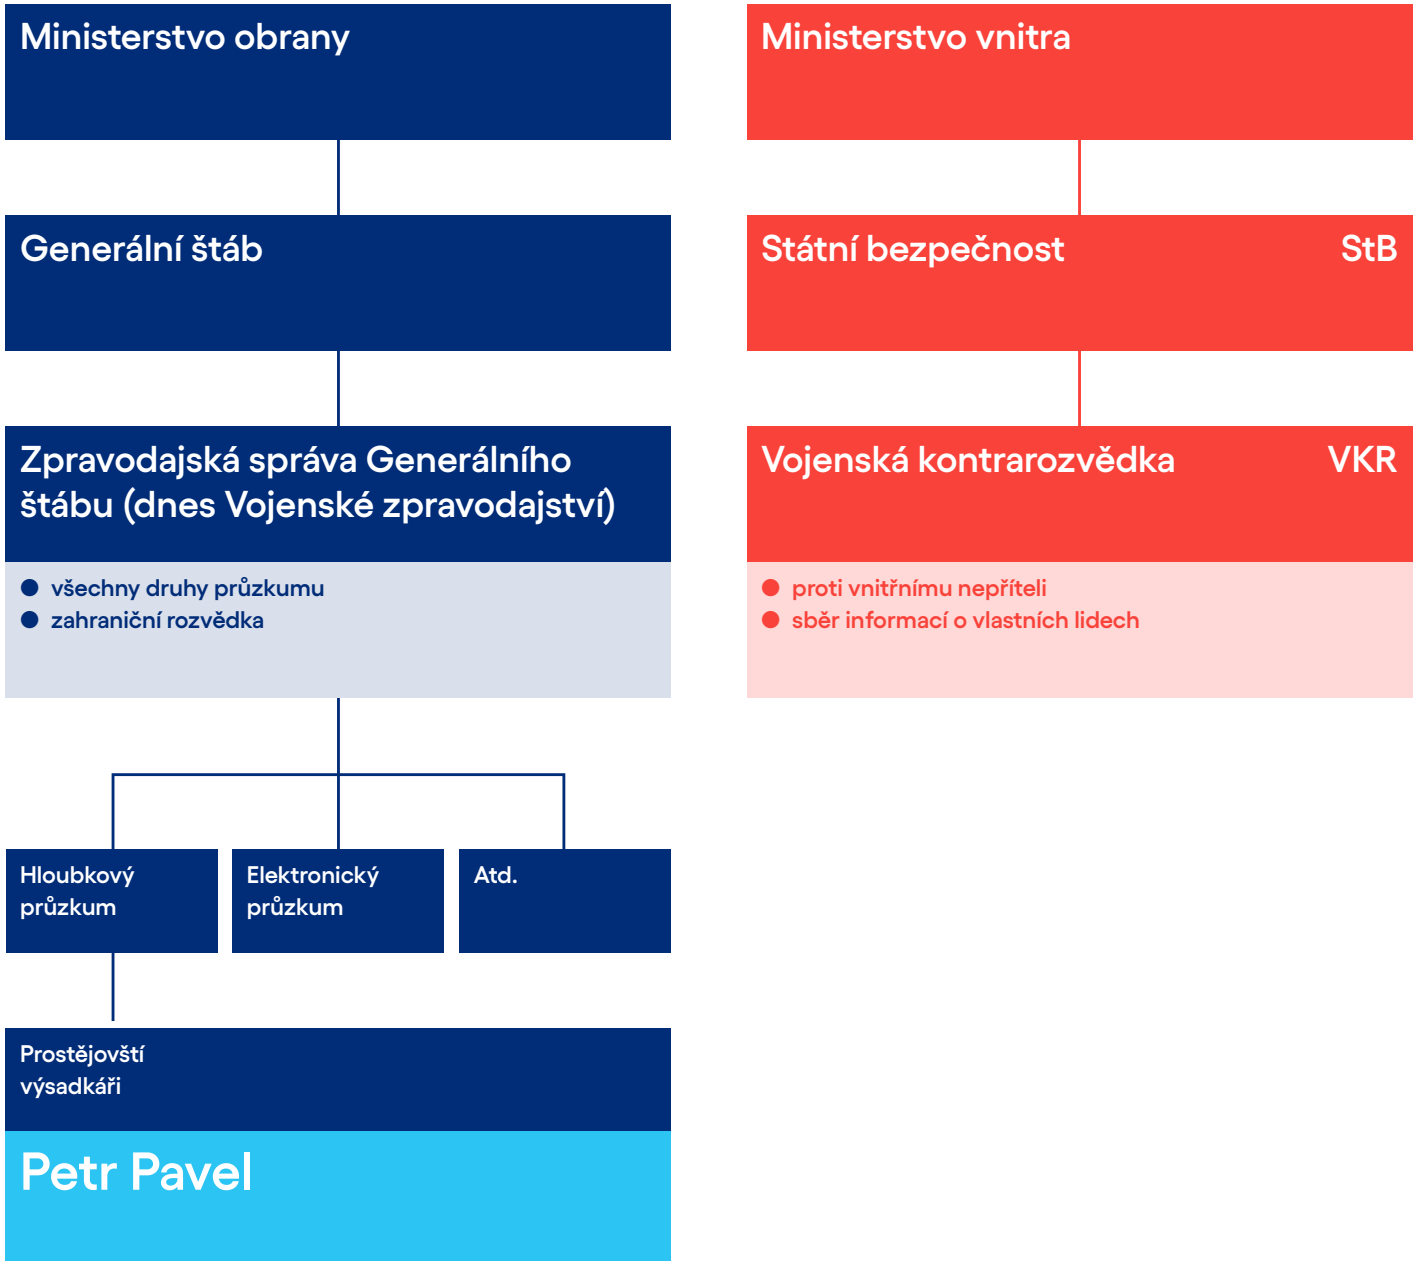 Ministerstvo obrany
Generální štáb
Zpravodajská správa Generálního
štábu (dnes Vojenské zpravodajství)
● všechny druhy průzkumu
● zahraniční rozvědka
Hloubkový
průzkum
Elektronický
průzkum
Atd.
Prostějovští
výsadkáři
Petr Pavel
Ministerstvo vnitra
Státní bezpečnost StB
Vojenská kontrarozvědka VKR
● proti vnitřnímu nepříteli
● sběr informací o vlastních lidech